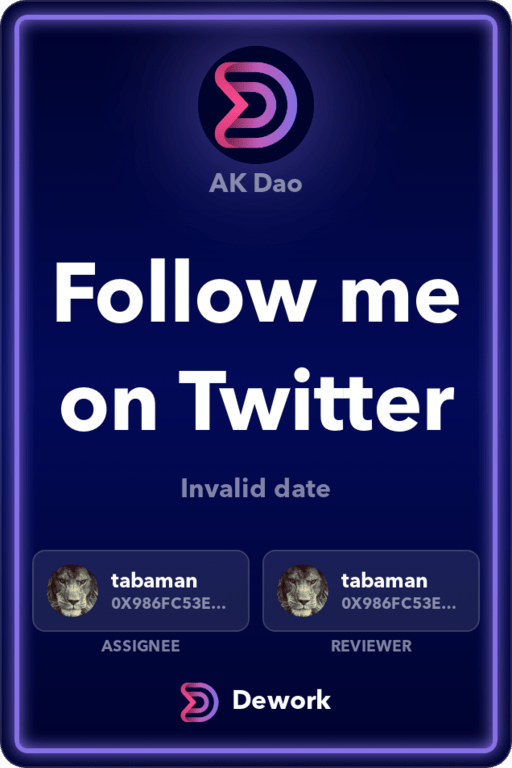 AK Dao
Follow me
on Twitter
Invalid date
tabaman
0X986FC53E...
ASSIGNEE
tabaman
0X986FC53E...
REVIEWER
Dework